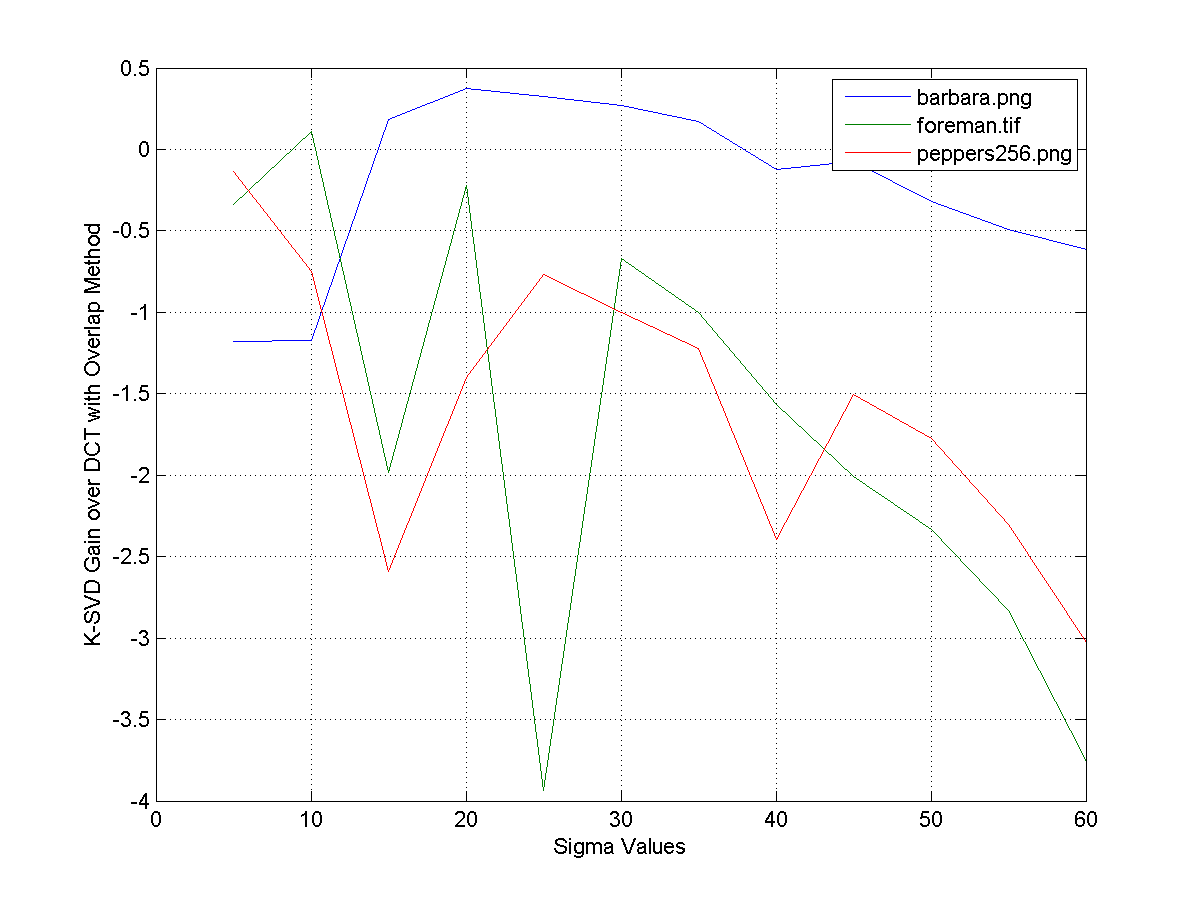 K-SVD Gain over DCT with Overlap Method
0.5
0
-0.5
-1
-1.5
-2
-2.5
-3
-3.5
-4
barbara.png
foreman.tif
peppers256.png
0 10 20 30 40 50 60
Sigma Values